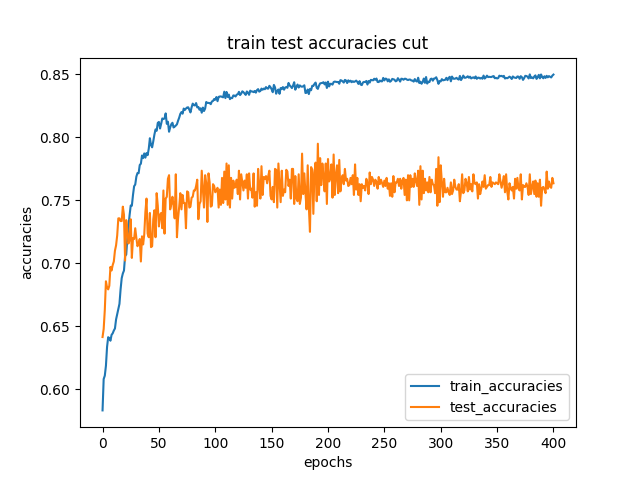 train test accuracies cut
accuracies
0.85
0.80
0.75
0.70
0.65
0.60
train_accuracies
test_accuracies
0 50 100 150 200 250 300 350 400
epochs